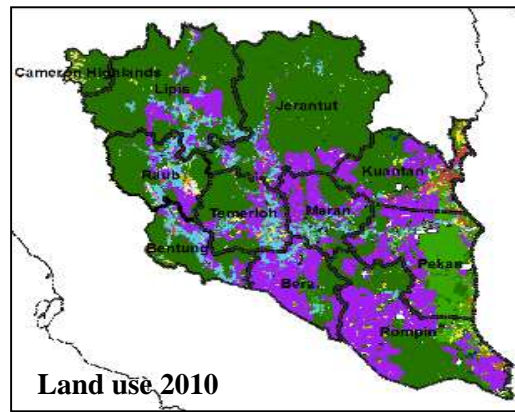 Cameron Highlands
Lipis
Jerantut
Kuantan
Raub
Temerloh
Maran
Bentung
Pekan
Bera
Rompin
Land use 2010